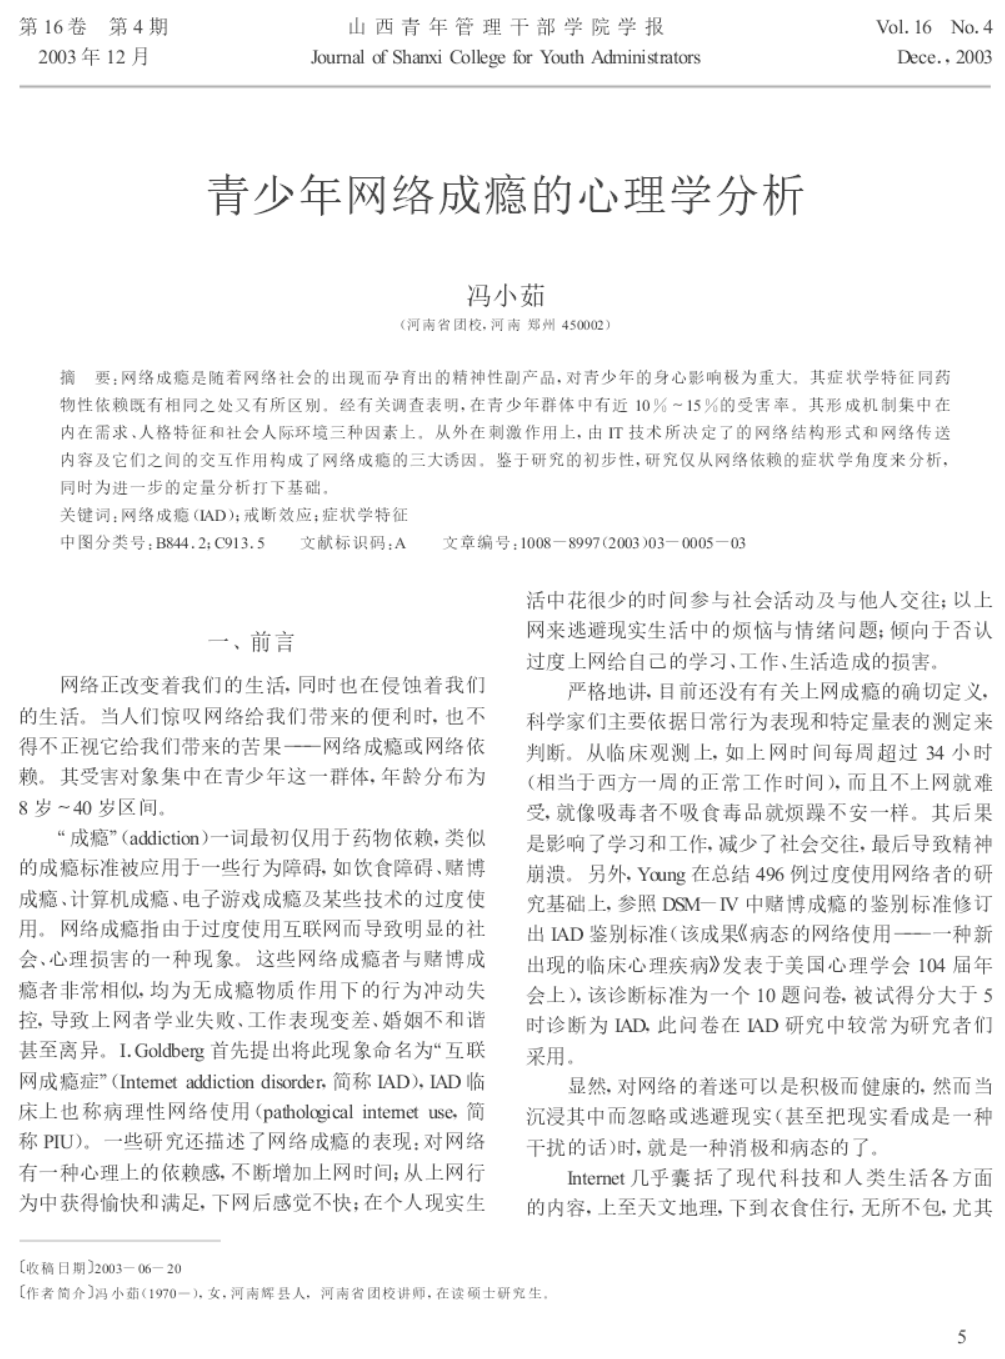 第 16 卷 第 4 期
山 西 青 年 管 理 干 部 学 院 学 报
Vol. 16 No. 4
2003 年 12 月
Journal of Shanxi College for Youth Administrators
Dece. , 2003
青少年网络成瘾的心理学分析
冯小茹
(河南省团校, 河南 郑州 450002)
摘 要: 网络成瘾是随着网络社会的出现而孕育出的精神性副产品, 对青少年的身心影响极为重大。其症状学特征同药
物性依赖既有相同之处又有所区别。经有关调查表明, 在青少年群体中有近 10%～15%的受害率。其形成机制集中在
内在需求、人格特征和社会人际环境三种因素上。从外在刺激作用上, 由 IT 技术所决定了的网络结构形式和网络传送
内容及它们之间的交互作用构成了网络成瘾的三大诱因。鉴于研究的初步性, 研究仅从网络依赖的症状学角度来分析,
同时为进一步的定量分析打下基础。
关键词: 网络成瘾 (IAD); 戒断效应; 症状学特征
中图分类号: B844. 2; C913. 5 文献标识码: A 文章编号: 1008－8997(2003)03－0005－03
一、前言
网络正改变着我们的生活, 同时也在侵蚀着我们
的生活。当人们惊叹网络给我们带来的便利时, 也不
得不正视它给我们带来的苦果——网络成瘾或网络依
赖。其受害对象集中在青少年这一群体, 年龄分布为
8 岁～40 岁区间。
“成瘾”(addiction)一词最初仅用于药物依赖, 类似
的成瘾标准被应用于一些行为障碍, 如饮食障碍、赌博
成瘾、计算机成瘾、电子游戏成瘾及某些技术的过度使
用。网络成瘾指由于过度使用互联网而导致明显的社
会、心理损害的一种现象。这些网络成瘾者与赌博成
瘾者非常相似, 均为无成瘾物质作用下的行为冲动失
控, 导致上网者学业失败、工作表现变差、婚姻不和谐
甚至离异。I. Goldberg 首先提出将此现象命名为“互联
网成瘾症”(Internet addiction disorder, 简称 IAD), IAD 临
床上也称病理性网络使用 (pathological internet use, 简
称 PIU)。一些研究还描述了网络成瘾的表现: 对网络
有一种心理上的依赖感, 不断增加上网时间; 从上网行
为中获得愉快和满足, 下网后感觉不快; 在个人现实生
活中花很少的时间参与社会活动及与他人交往; 以上
网来逃避现实生活中的烦恼与情绪问题; 倾向于否认
过度上网给自己的学习、工作、生活造成的损害。
严格地讲, 目前还没有有关上网成瘾的确切定义,
科学家们主要依据日常行为表现和特定量表的测定来
判断。从临床观测上, 如上网时间每周超过 34 小时
(相当于西方一周的正常工作时间), 而且不上网就难
受, 就像吸毒者不吸食毒品就烦躁不安一样。其后果
是影响了学习和工作, 减少了社会交往, 最后导致精神
崩溃。另外, Young 在总结 496 例过度使用网络者的研
究基础上, 参照 DSM－IV 中赌博成瘾的鉴别标准修订
出 IAD 鉴别标准(该成果《病态的网络使用——一种新
出现的临床心理疾病》发表于美国心理学会 104 届年
会上), 该诊断标准为一个 10 题问卷, 被试得分大于 5
时诊断为 IAD, 此问卷在 IAD 研究中较常为研究者们
采用。
显然, 对网络的着迷可以是积极而健康的, 然而当
沉浸其中而忽略或逃避现实(甚至把现实看成是一种
干扰的话)时, 就是一种消极和病态的了。
Internet 几乎囊括了现代科技和人类生活各方面
的内容, 上至天文地理, 下到衣食住行, 无所不包, 尤其
〔收稿日期〕2003－06－20
〔作者简介〕冯小茹(1970－), 女, 河南辉县人, 河南省团校讲师, 在读硕士研究生。
5